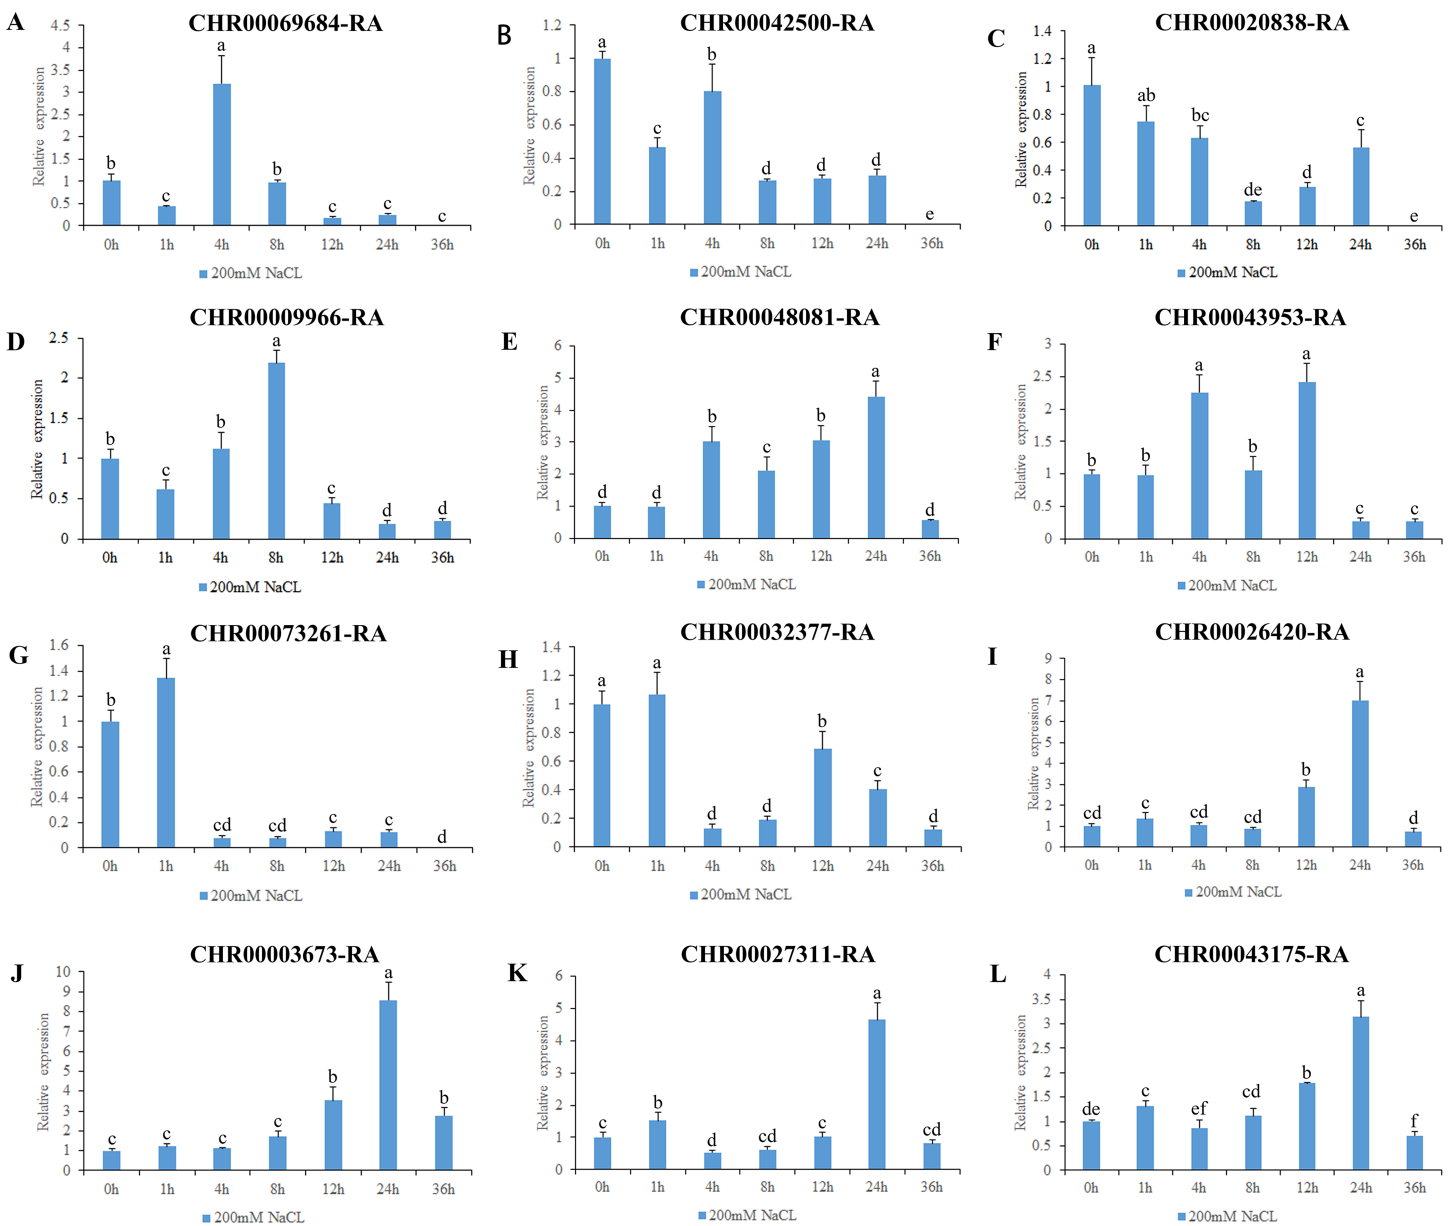 A
CHR00069684-RA
Relative expression
4.5
4
3.5
3
2.5
2
1.5
1
0.5
0
b
c
a
b
c
c
c
0h 1h 4h 8h 12h 24h 36h
200mM NaCL
B
CHR00042500-RA
Relative expression
1.2
1
0.8
0.6
0.4
0.2
0
a
c
b
d
d
d
e
0h 1h 4h 8h 12h 24h 36h
200mM NaCL
C
CHR00020838-RA
Relative expression
1.4
1.2
1
0.8
0.6
0.4
0.2
0
a
ab
bc
de
d
c
e
0h 1h 4h 8h 12h 24h 36h
200mM NaCL
D
CHR00009966-RA
Relative expression
2.5
2
1.5
1
0.5
0
b
c
b
a
c
d
d
0h 1h 4h 8h 12h 24h 36h
200mM NaCL
E
CHR00048081-RA
Relative expression
6
5
4
3
2
1
0
d
d
b
c
b
a
d
0h 1h 4h 8h 12h 24h 36h
200mM NaCL
F
CHR00043953-RA
Relative expression
3
2.5
2
1.5
1
0.5
0
b
b
a
b
a
c
c
0h 1h 4h 8h 12h 24h 36h
200mM NaCL
G
CHR00073261-RA
Relative expression
1.6
1.4
1.2
1
0.8
0.6
0.4
0.2
0
b
a
cd
cd
c
c
d
0h 1h 4h 8h 12h 24h 36h
200mM NaCL
H
CHR00032377-RA
Relative expression
1.4
1.2
1
0.8
0.6
0.4
0.2
0
a
a
d
d
b
c
d
0h 1h 4h 8h 12h 24h 36h
200mM NaCL
I
CHR00026420-RA
Relative expression
9
8
7
6
5
4
3
2
1
0
cd
c
cd
cd
b
a
d
0h 1h 4h 8h 12h 24h 36h
200mM NaCL
J
CHR00003673-RA
Relative expression
10
9
8
7
6
5
4
3
2
1
0
c
c
c
c
b
a
b
0h 1h 4h 8h 12h 24h 36h
200mM NaCL
K
CHR00027311-RA
Relative expression
6
5
4
3
2
1
0
c
b
d
cd
c
a
cd
0h 1h 4h 8h 12h 24h 36h
200mM NaCL
L
CHR00043175-RA
Relative expression
4
3.5
3
2.5
2
1.5
1
0.5
0
de
c
ef
cd
b
a
f
0h 1h 4h 8h 12h 24h 36h
200mM NaCL